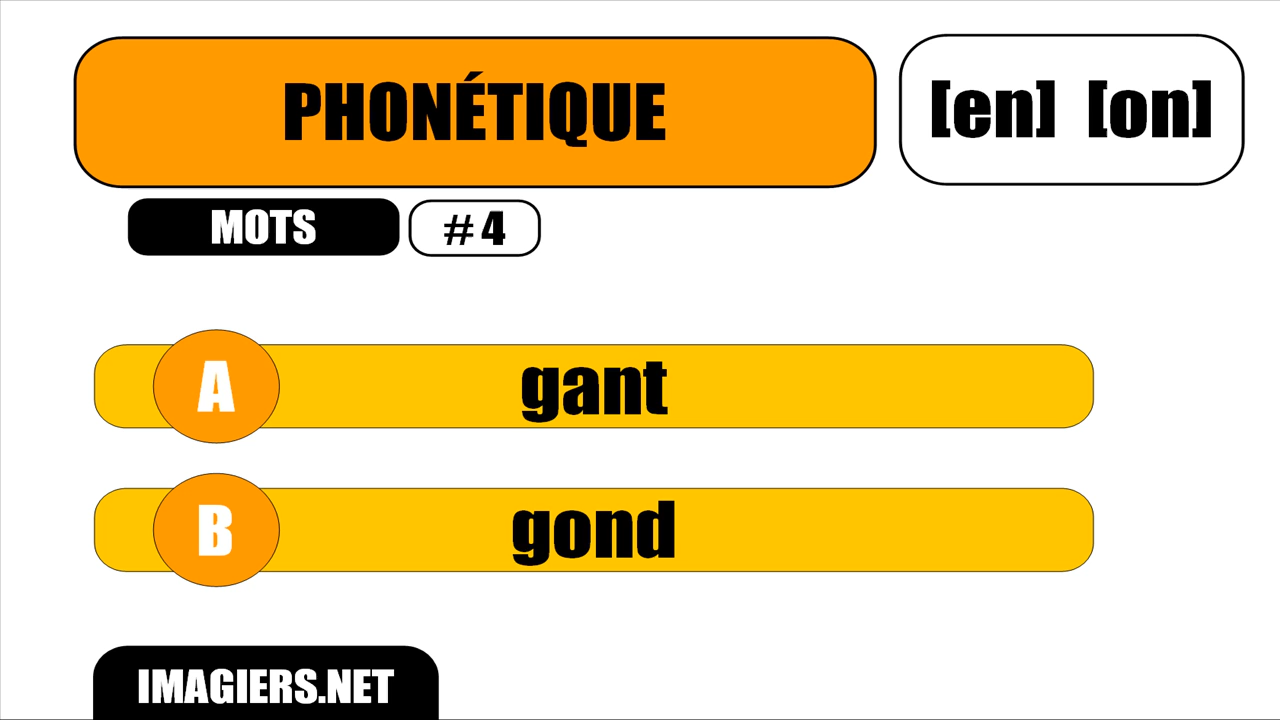 PHONÉTIQUE
[en] [on]
MOTS
# 4
A
gant
B
gond
IMAGIERS.NET